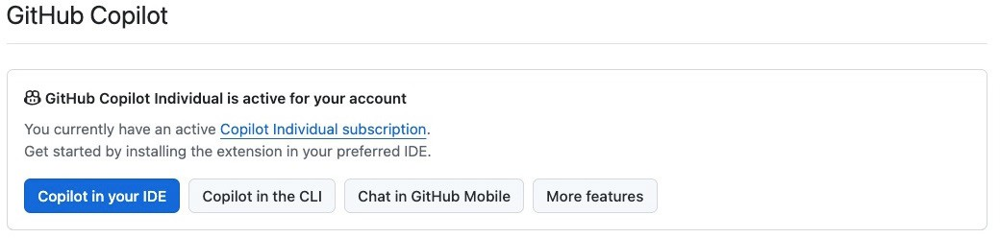 GitHub Copilot
GitHub Copilot Individual is active for your account
You currently have an active Copilot Individual subscription.
Get started by installing the extension in your preferred IDE.
Copilot in your IDE
Copilot in the CLI
Chat in GitHub Mobile
More features